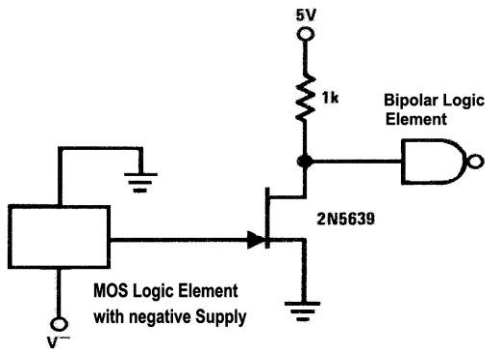 5V
1k
Bipolar Logic
Element
2N5639
MOS Logic Element
with negative Supply
V—